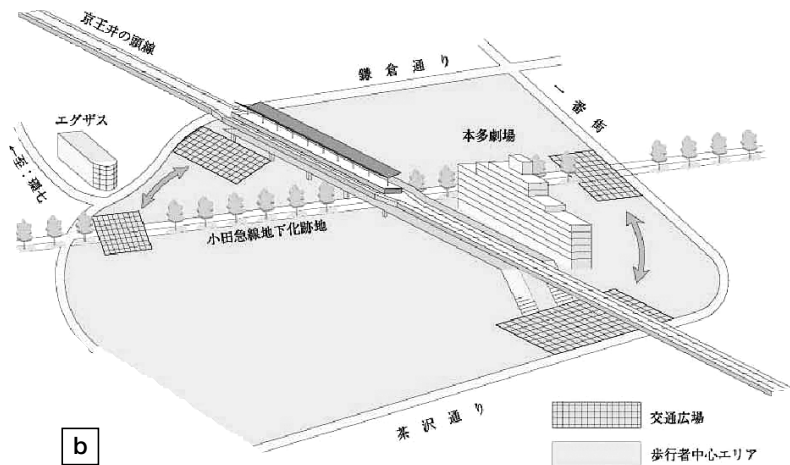 京王井の頭線
鎌倉通り
一番街
エグザス
本多劇場
←至:環七
小田急線地下化跡地
茶沢通り
交通広場
歩行者中心エリア
b